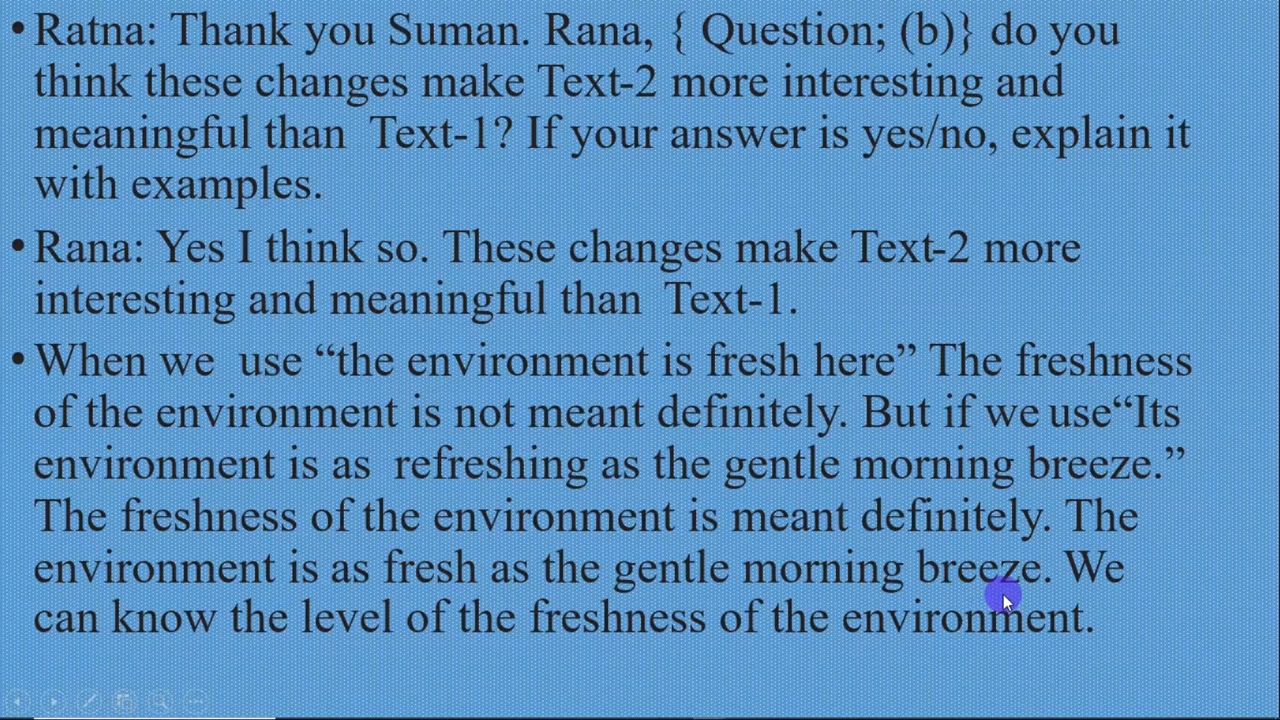 • Ratna: Thank you Suman. Rana, { Question; (b)} do you
think these changes make Text-2 more interesting and
meaningful than  Text-1? If your answer is yes/no, explain it
with examples.
• Rana: Yes I think so. These changes make Text-2 more
interesting and meaningful than  Text-1.
• When we  use “the environment is fresh here” The freshness
of the environment is not meant definitely. But if we use“Its
environment is as  refreshing as the gentle morning breeze.”
The freshness of the environment is meant definitely. The
environment is as fresh as the gentle morning breeze. We
can know the level of the freshness of the environment.